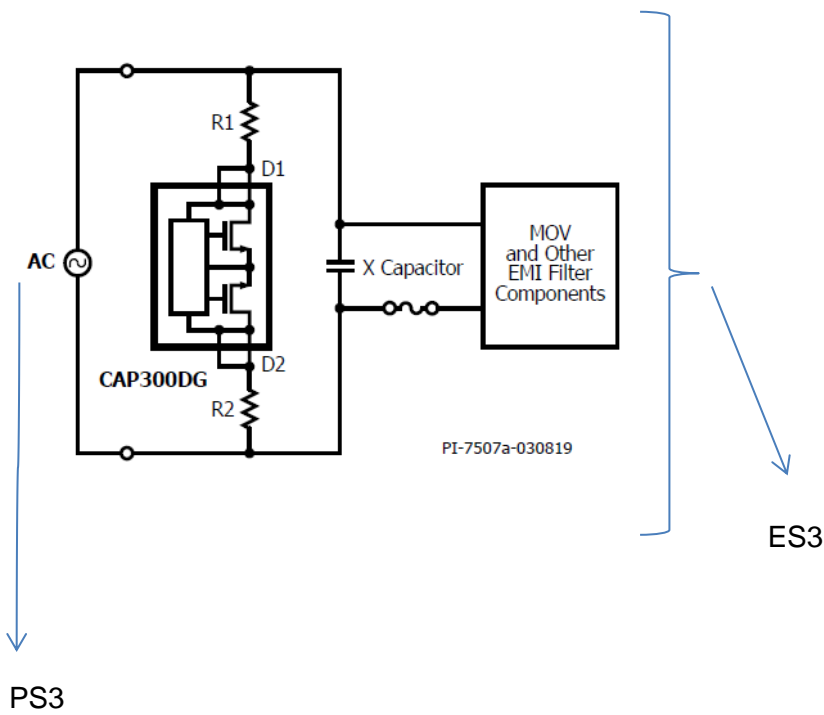 R1
D1
AC
X Capacitor
MOV
and Other
EMI Filter
Components
D2
CAP300DG
R2
PI-7507a-030819
ES3
PS3